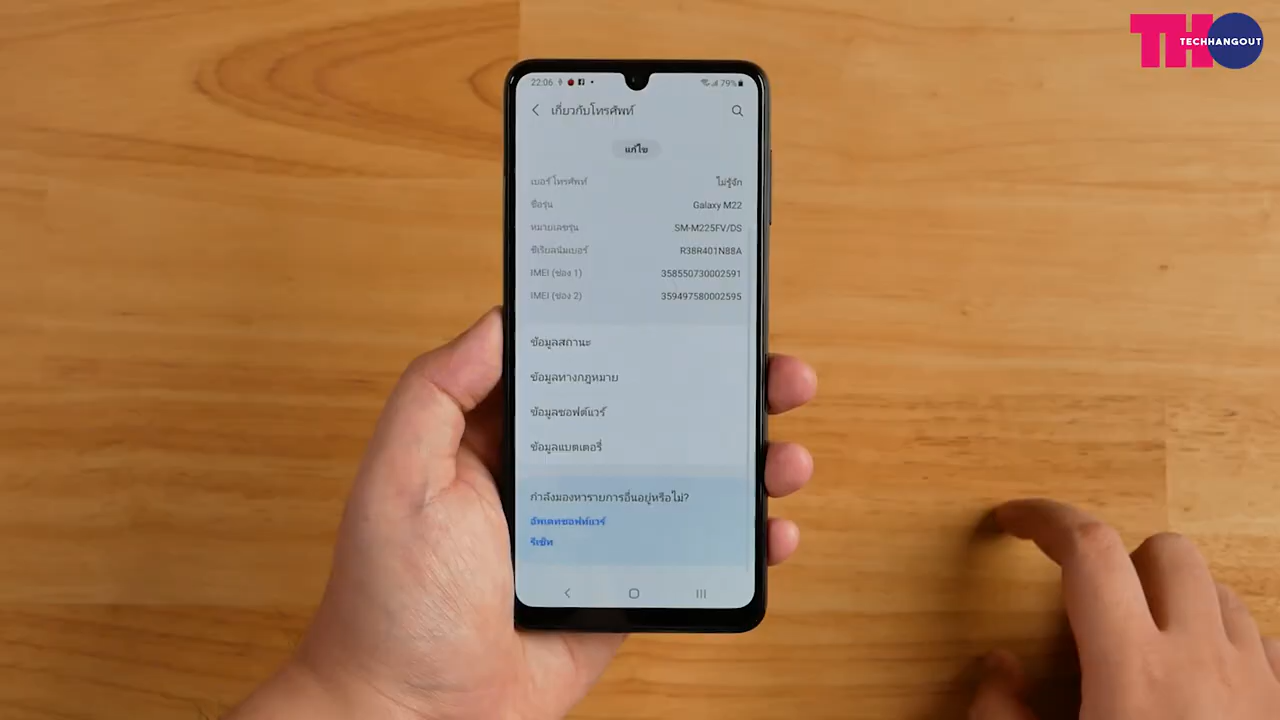 THO
TECHHANGOUT
22:06 79%
เกี่ยวกับโทรศัพท์
แก้ไข
เบอร์โทรศัพท์ ไม่รู้จัก
ชื่อรุ่น Galaxy M22
หมายเลขรุ่น SM-M225FV/DS
ซีเรียลนัมเบอร์ R38R401N88A
IMEI (ช่อง 1) 358550730002591
IMEI (ช่อง 2) 359497580002595
ข้อมูลสถานะ
ข้อมูลทางกฎหมาย
ข้อมูลซอฟต์แวร์
ข้อมูลแบตเตอรี่
กำลังมองหารายการอื่นอยู่หรือไม่?
อัพเดทซอฟท์แวร์
รีเซ็ท